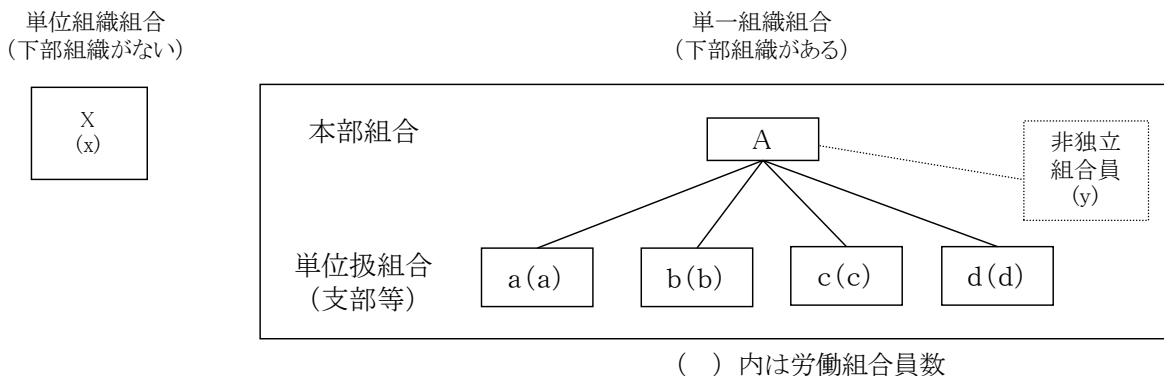 単位組織組合
（下部組織がない）
X
(x)
単一組織組合
（下部組織がある）
本部組合
A
非独立
組合員
(y)
単位扱組合
（支部等）
a(a)
b(b)
c(c)
d(d)
（　）内は労働組合員数